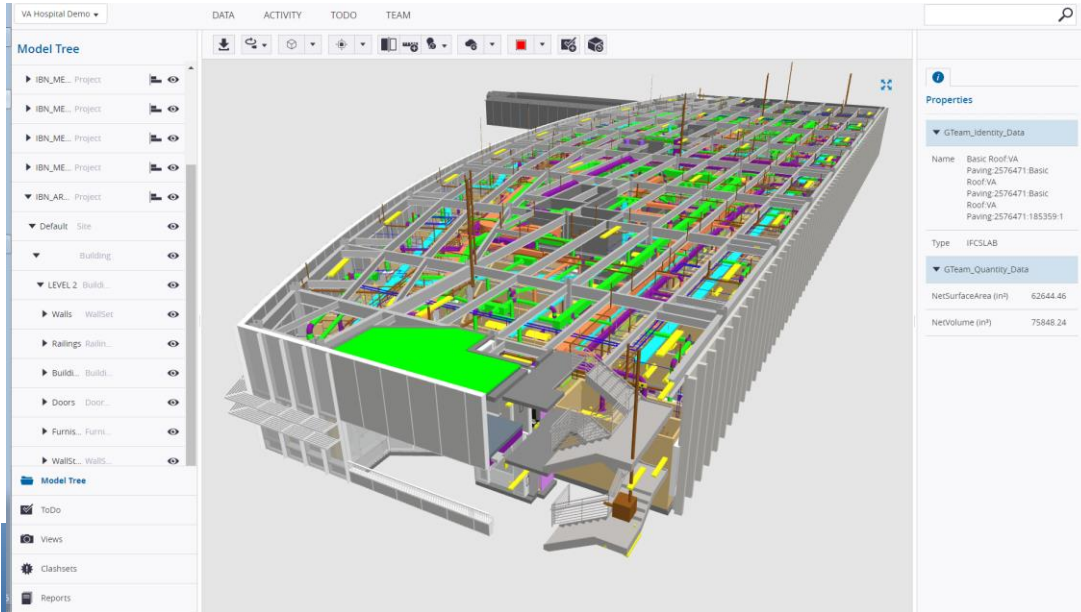 VA Hospital Demo
DATA ACTIVITY TODO TEAM
Model Tree
IBN_ME... Project
IBN_ME... Project
IBN_ME... Project
IBN_ME... Project
IBN_AR... Project
Default Site
Building
LEVEL 2 Buildi...
Walls WallSet
Railings Railin...
Buildi... Buildi...
Doors Door...
Furnis... Furni...
WallSt... WallS...
Model Tree
ToDo
Views
Clashsets
Reports
Properties
GTeam_Identity_Data
Name Basic Roof:VA
Paving:2576471:Basic
Roof:VA
Paving:2576471:Basic
Roof:VA
Paving:2576471:185359:1
Type IFCSLAB
GTeam_Quantity_Data
NetSurfaceArea (in²) 62644.46
NetVolume (in³) 75848.24